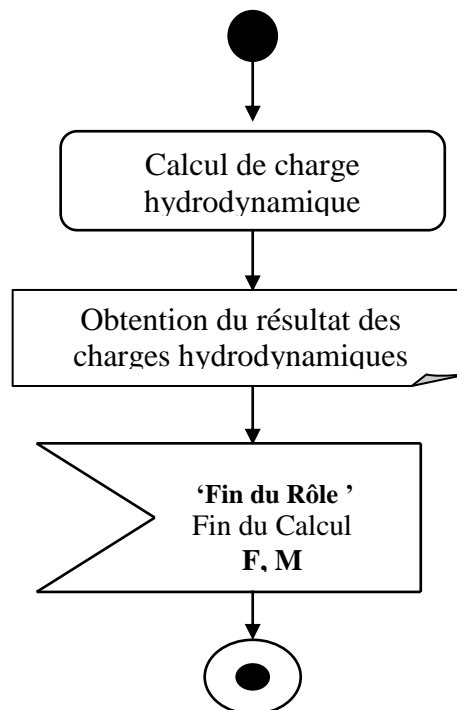 Calcul de charge
hydrodynamique
Obtention du résultat des
charges hydrodynamiques
‘Fin du Rôle ’
Fin du Calcul
F, M